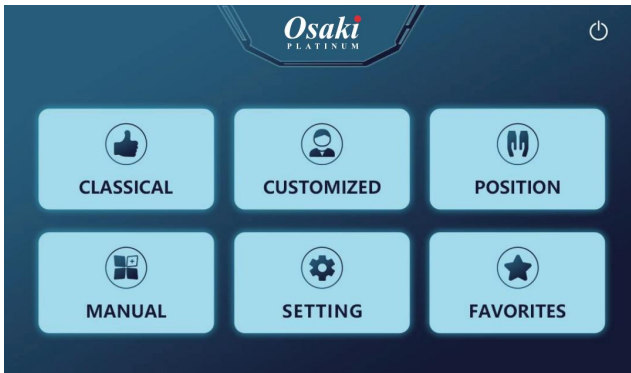 Osaki
PLATINUM
CLASSICAL
CUSTOMIZED
POSITION
MANUAL
SETTING
FAVORITES